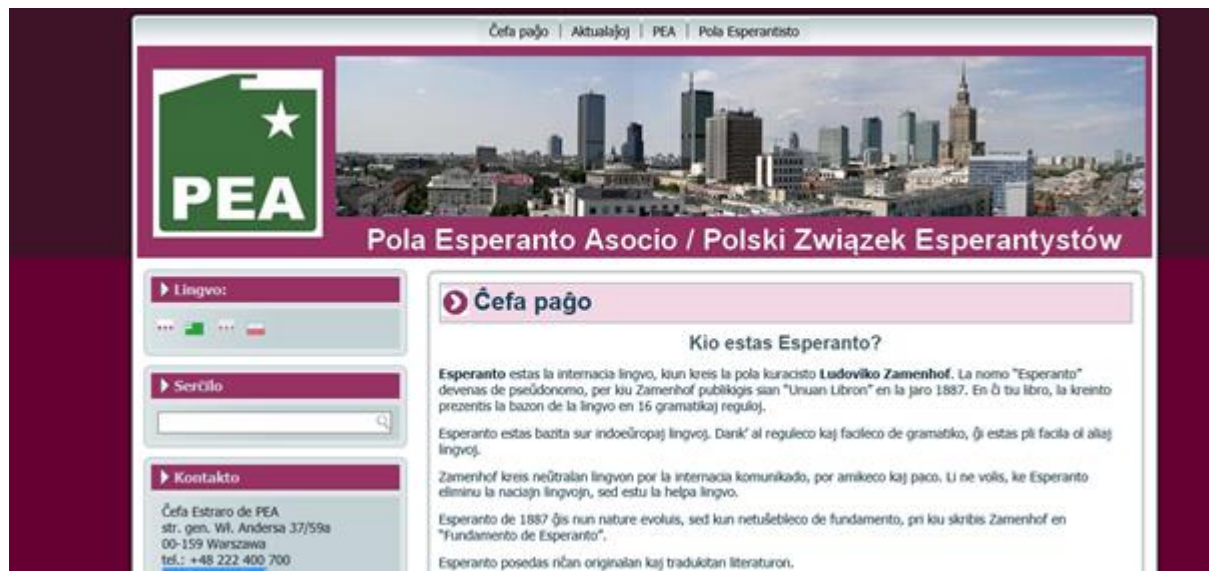 Ĉefa paĝo | Aktualaĵoj | PEA | Pola Esperantisto
PEA
Pola Esperanto Asocio / Polski Związek Esperantystów
Lingvo:
Serĉilo
Kontakto
Ĉefa Estraro de PEA
str. gen. Wł. Andersa 37/59a
00-159 Warszawa
tel.: +48 222 400 700
Ĉefa paĝo
Kio estas Esperanto?
Esperanto estas la internacia lingvo, kiun kreis la pola kuracisto Ludoviko Zamenhof. La nomo "Esperanto"
devenas de pseŭdonomo, per kiu Zamenhof publikigis sian "Unuan Libron" en la jaro 1887. En ĉi tiu libro, la kreinto
prezentis la bazon de la lingvo en 16 gramatikaj reguloj.
Esperanto estas bazita sur indoeŭropaj lingvoj. Dank' al reguleco kaj facileco de gramatiko, ĝi estas pli facila ol aliaj
lingvoj.
Zamenhof kreis neŭtralan lingvon por la internacia komunikado, por amikeco kaj paco. Li ne volis, ke Esperanto
eliminu la naciajn lingvojn, sed estu la helpa lingvo.
Esperanto de 1887 ĝis nun nature evoluis, sed kun netuŝebleco de fundamento, pri kiu skribis Zamenhof en
"Fundamento de Esperanto".
Esperanto posedas riĉan originalan kaj tradukitan literaturon.